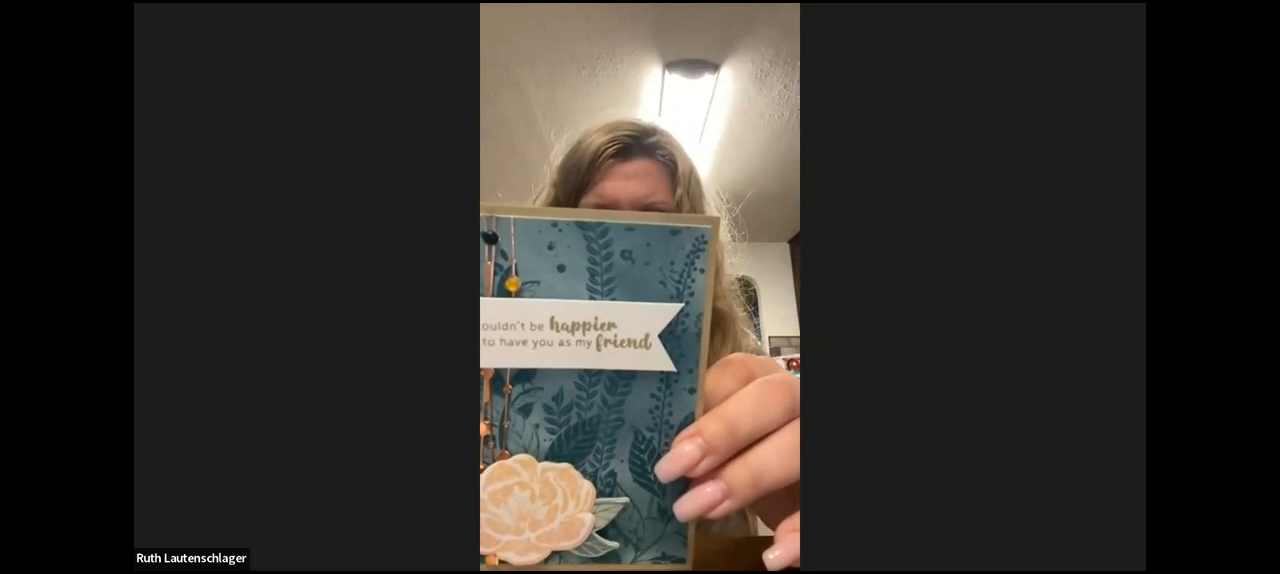 ouldn't be happier
to have you as my friend
Ruth Lautenschlager